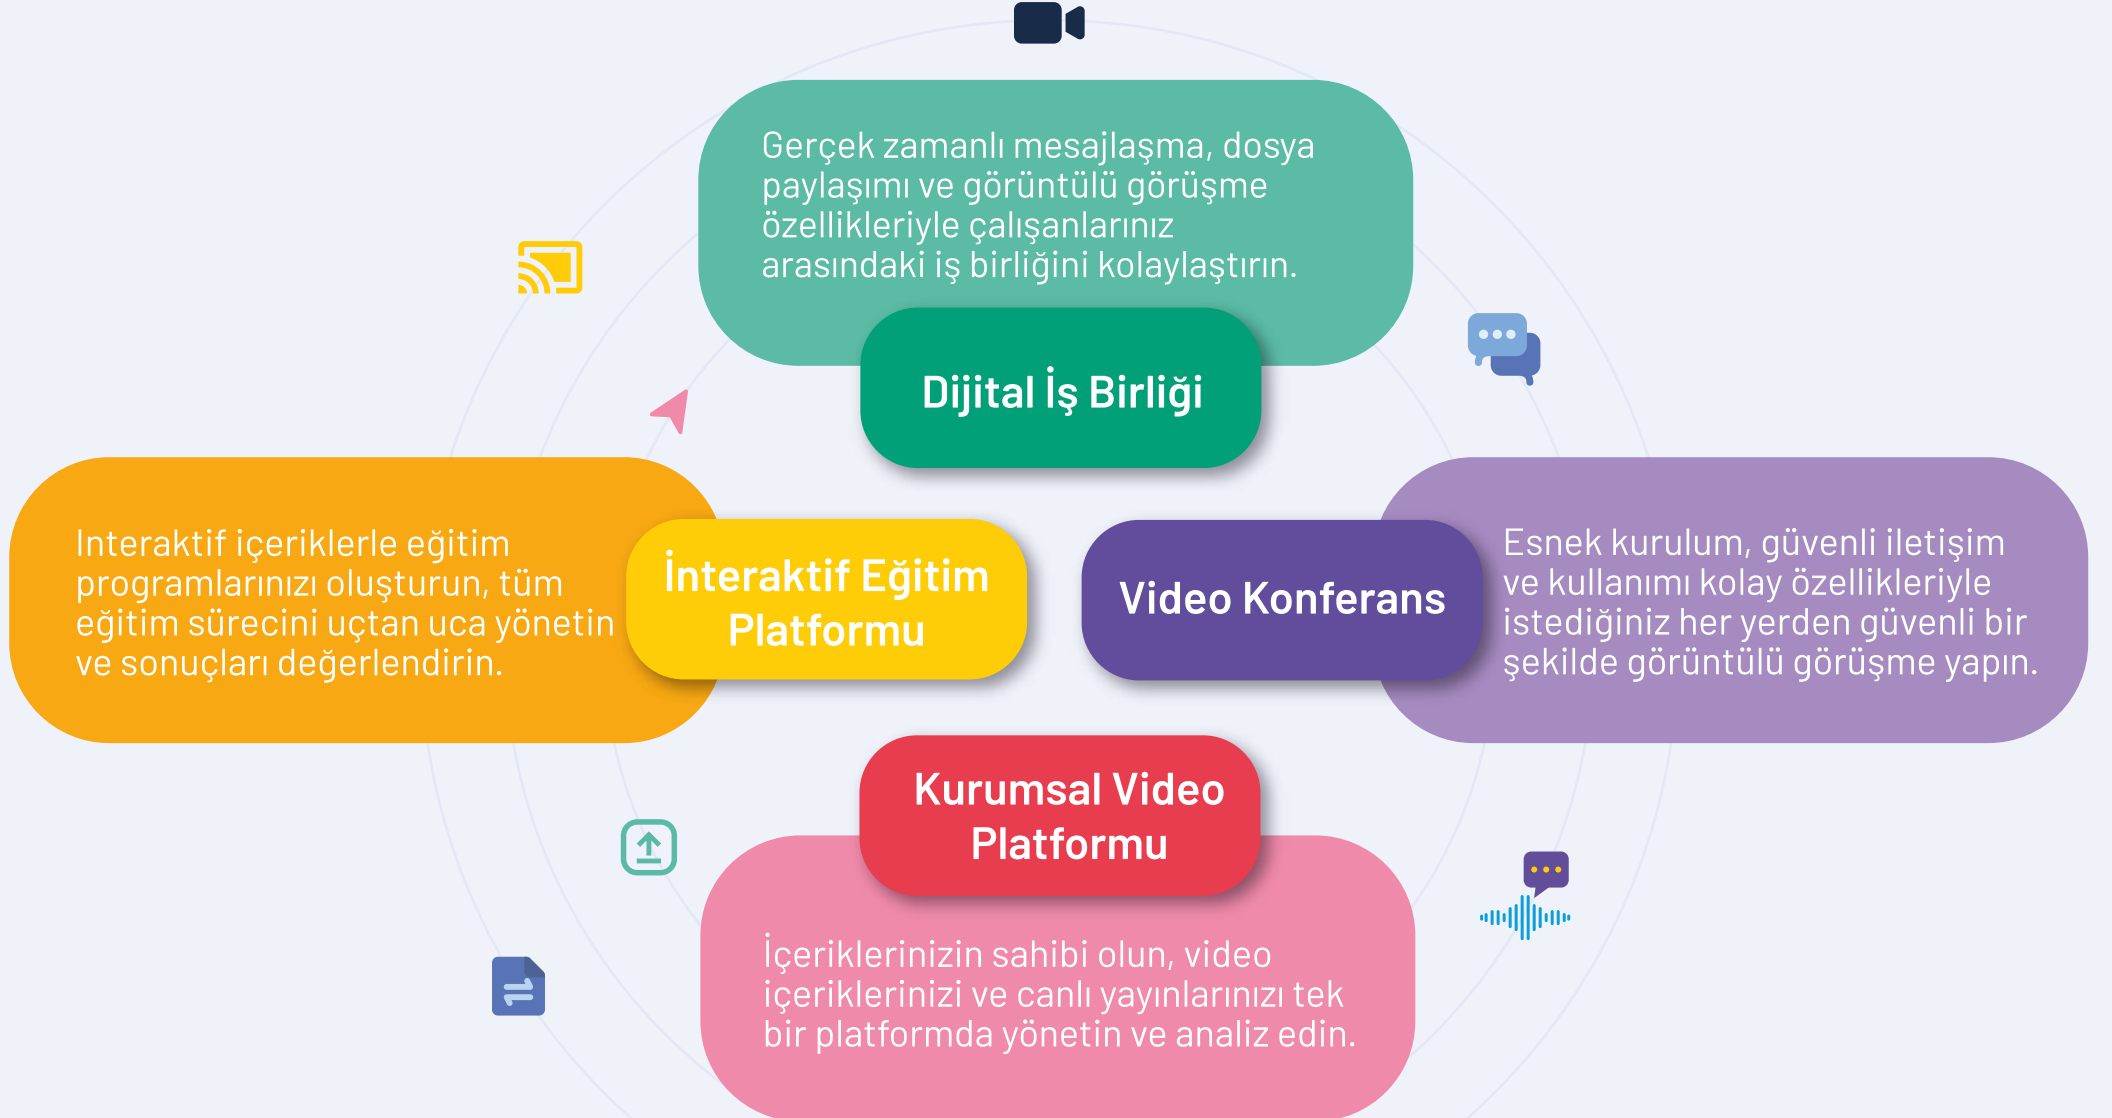 Gerçek zamanlı mesajlaşma, dosya
paylaşımı ve görüntülü görüşme
özellikleriyle çalışanlarınız
arasındaki iş birliğini kolaylaştırın.
Dijital İş Birliği
Interaktif içeriklerle eğitim
programlarınızı oluşturun, tüm
eğitim sürecini uçtan uca yönetin
ve sonuçları değerlendirin.
İnteraktif Eğitim
Platformu
Video Konferans
Esnek kurulum, güvenli iletişim
ve kullanımı kolay özellikleriyle
istediğiniz her yerden güvenli bir
şekilde görüntülü görüşme yapın.
Kurumsal Video
Platformu
İçeriklerinizin sahibi olun, video
içeriklerinizi ve canlı yayınlarınızı tek
bir platformda yönetin ve analiz edin.